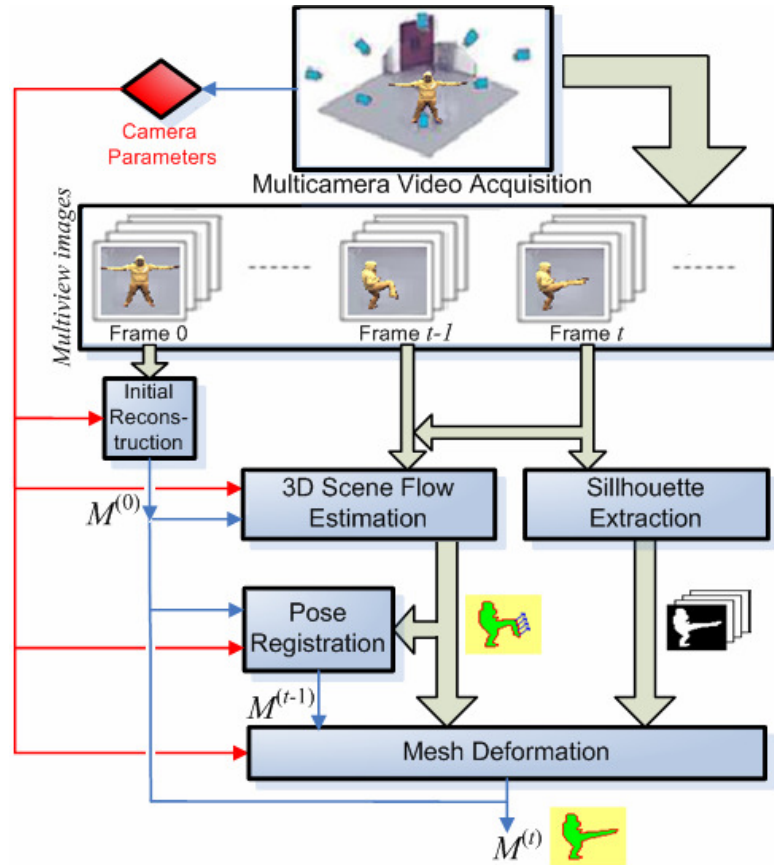 Camera
Parameters
Multicamera Video Acquisition
Multiview images
Frame 0
Frame t-1
Frame t
Initial
Recons-
truction
M(0)
3D Scene Flow
Estimation
Sillhouette
Extraction
Pose
Registration
M(t-1)
Mesh Deformation
M(t)